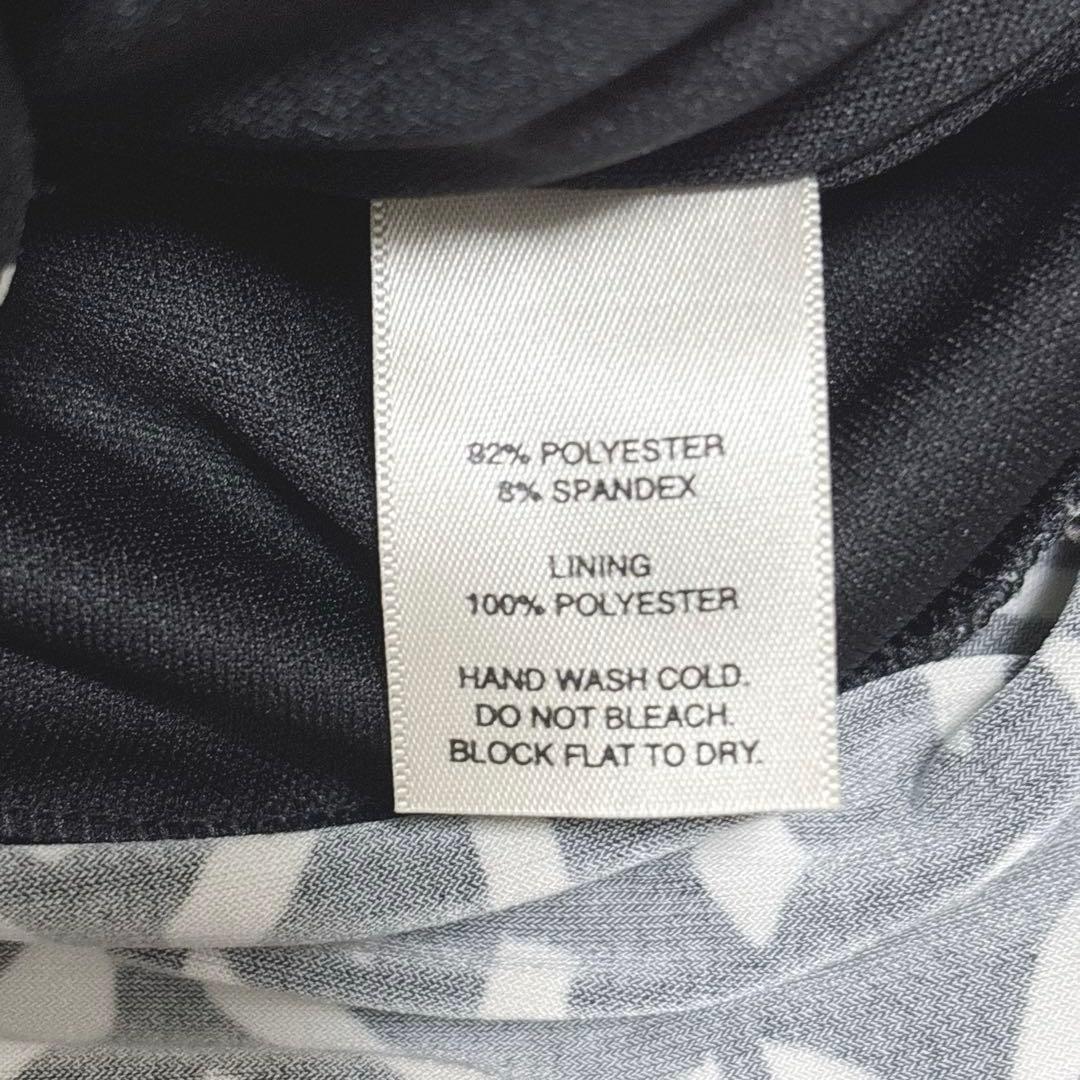 92% POLYESTER
8% SPANDEX
LINING
100% POLYESTER
HAND WASH COLD.
DO NOT BLEACH.
BLOCK FLAT TO DRY.